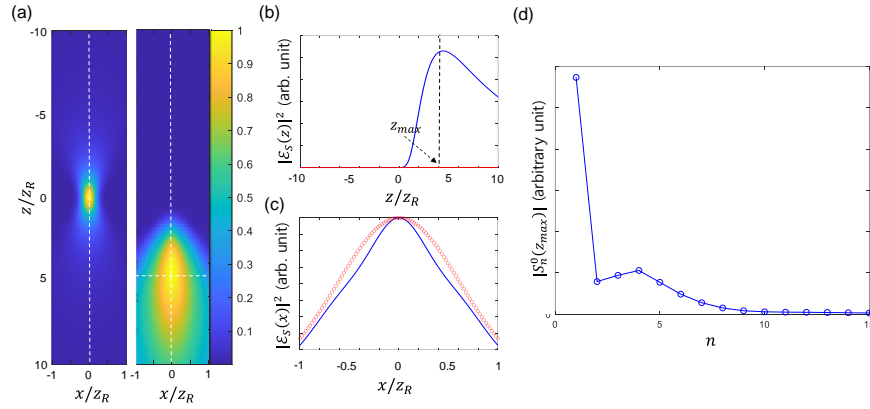 (a)
-10
-5
0
5
10
z/z_R
-1 0 1
x/z_R
-1 0 1
x/z_R
1
0.9
0.8
0.7
0.6
0.5
0.4
0.3
0.2
0.1
(b)
|ℰ_S(z)|² (arb. unit)
z_max
-10 -5 0 5 10
z/z_R
(c)
|ℰ_S(x)|² (arb. unit)
-1 -0.5 0 0.5 1
x/z_R
(d)
|S_n^0(z_max)| (arbitrary unit)
0
0 5 10 15
n